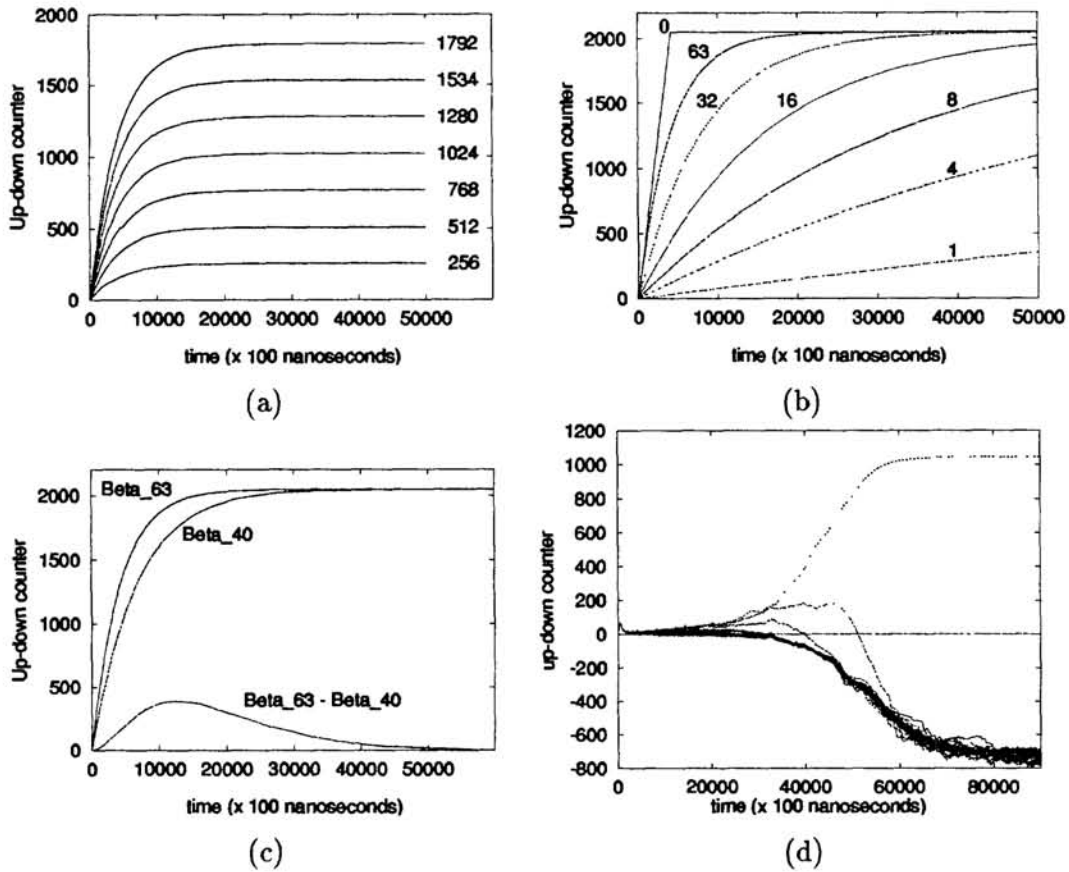 2000
1500
1000
500
0
Up-down counter
1792
1534
1280
1024
768
512
256
0 10000 20000 30000 40000 50000
time (x 100 nanoseconds)
(a)
2000
1500
1000
500
0
Up-down counter
0
63
32
16
8
4
1
0 10000 20000 30000 40000 50000
time (x 100 nanoseconds)
(b)
2000
1500
1000
500
0
Up-down counter
Beta_63
Beta_40
Beta_63 - Beta_40
0 10000 20000 30000 40000 50000
time (x 100 nanoseconds)
(c)
1200
1000
800
600
400
200
0
-200
-400
-600
-800
up-down counter
0 20000 40000 60000 80000
time (x 100 nanoseconds)
(d)